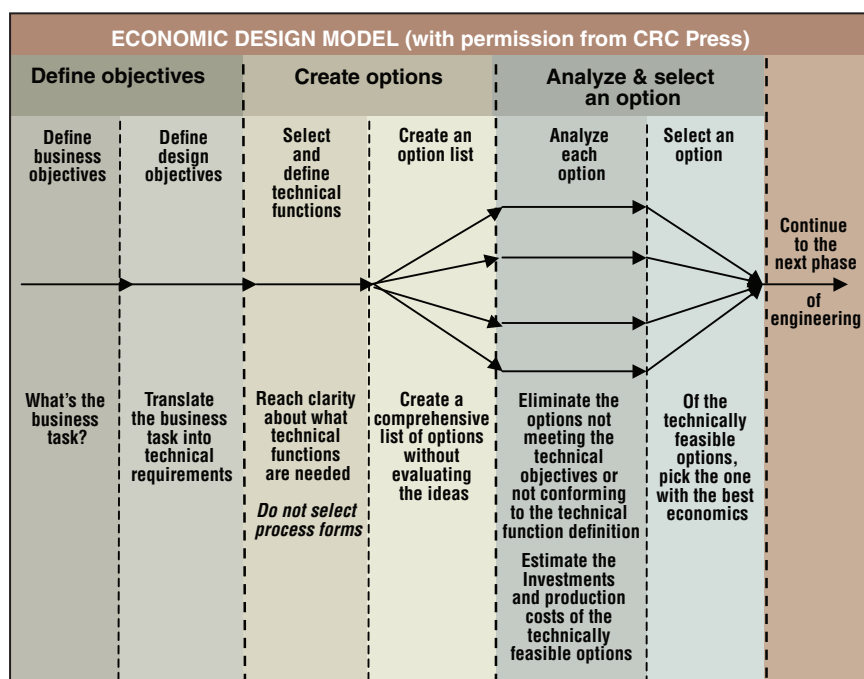 ECONOMIC DESIGN MODEL (with permission from CRC Press)
Define objectives
Create options
Analyze & select
an option
Define
business
objectives
Define
design
objectives
Select
and
define
technical
functions
Create an
option list
Analyze
each
option
Select an
option
Continue
to the
next phase
of
engineering
What's the
business
task?
Translate
the business
task into
technical
requirements
Reach clarity
about what
technical
functions
are needed
Do not select
process forms
Create a
comprehensive
list of options
without
evaluating
the ideas
Eliminate the
options not
meeting the
technical
objectives or
not conforming
to the technical
function definition
Estimate the
Investments
and production
costs of the
technically
feasible options
Of the
technically
feasible
options,
pick the one
with the best
economics